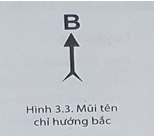 B
Hình 3.3. Mũi tên
chỉ hướng bắc